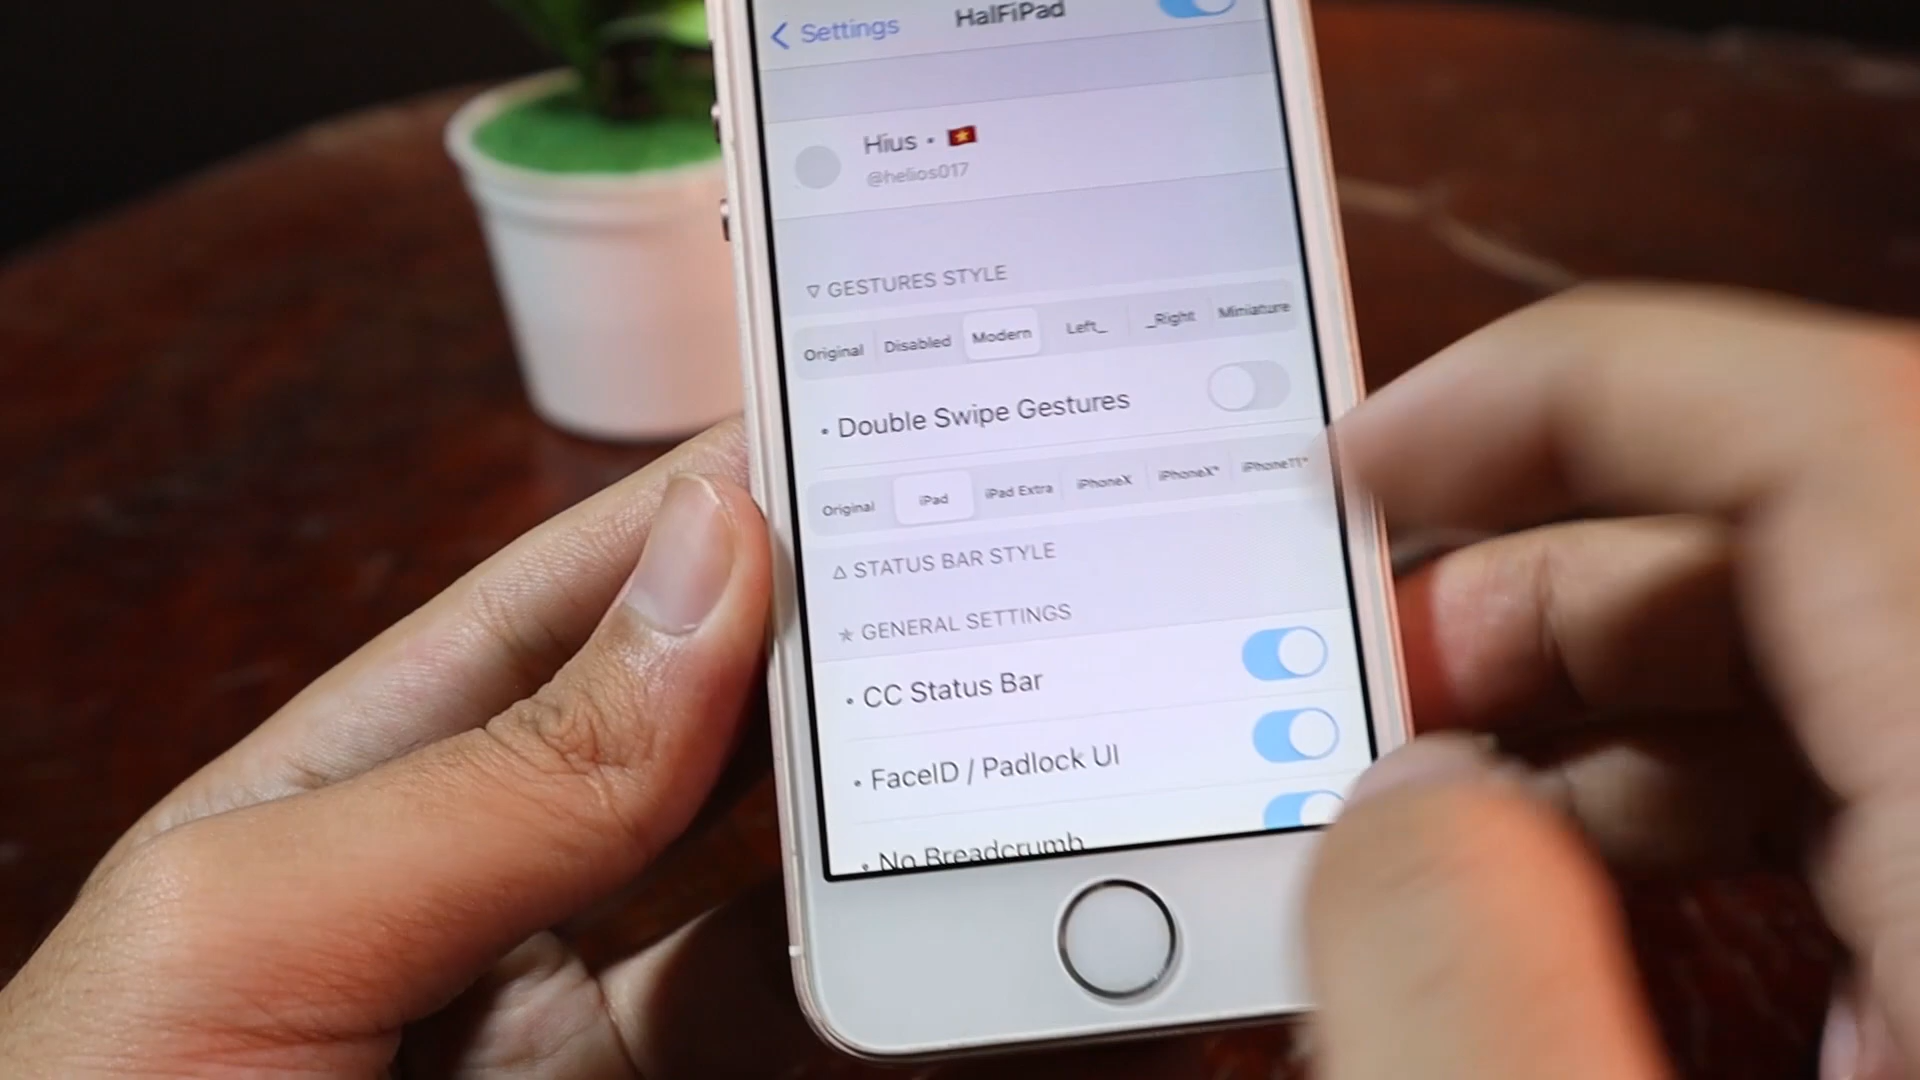 Settings HalFiPad
Hius • 🇻🇳
@helios017
▽ GESTURES STYLE
Original Disabled Modern Left_ _Right Miniature
• Double Swipe Gestures
Original iPad iPad Extra iPhoneX iPhoneX* iPhone11*
△ STATUS BAR STYLE
★ GENERAL SETTINGS
• CC Status Bar
• FaceID / Padlock UI
• No Breadcrumb